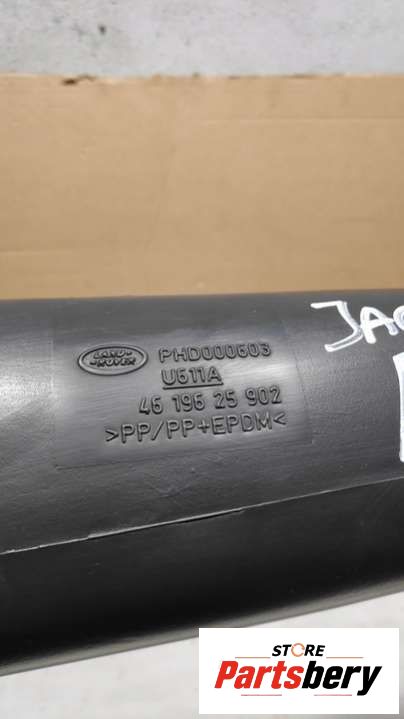 LAND-
ROVER
PHD000603
U611A
46 196 25 902
>PP/PP+EPDM<
STORE
Partsbery